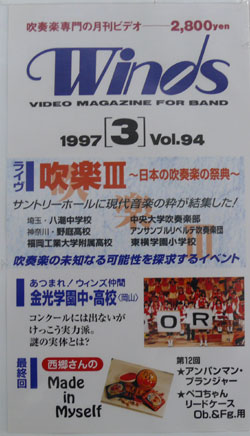 吹奏楽専門の月刊ビデオ——2,800yen
Winds
VIDEO MAGAZINE FOR BAND
1997 [3] Vol.94
ライヴ 吹楽III 〜日本の吹奏楽の祭典〜
サントリーホールに現代音楽の粋が結集した!
埼玉・八潮中学校 中央大学吹奏楽部
神奈川・野庭高校 アンサンブルリベルテ吹奏楽団
福岡工業大学附属高校 東横学園小学校
吹奏楽の未知なる可能性を探求するイベント
あつまれ!ウィンズ仲間
金光学園中・高校(岡山)
コンクールには出ないが
けっこう実力派。
謎の実体とは?
O-R
最終回
西郷さんの
Made
in
Myself
第12回
★アンパンマン・
プランジャー
★ペコちゃん
リードケース
Ob.&Fg.用